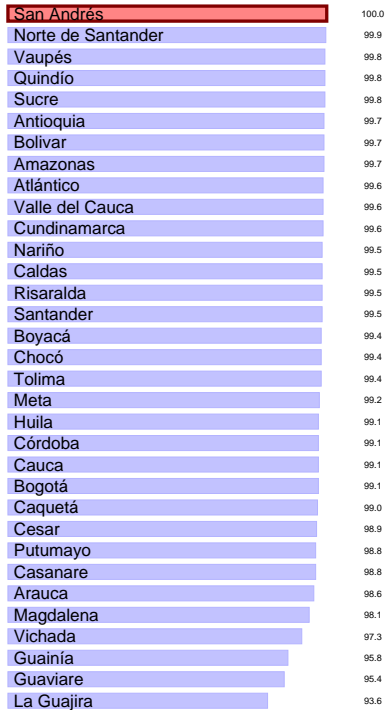 San Andrés 100.0
Norte de Santander 99.9
Vaupés 99.8
Quindío 99.8
Sucre 99.8
Antioquia 99.7
Bolivar 99.7
Amazonas 99.7
Atlántico 99.6
Valle del Cauca 99.6
Cundinamarca 99.6
Nariño 99.5
Caldas 99.5
Risaralda 99.5
Santander 99.5
Boyacá 99.4
Chocó 99.4
Tolima 99.4
Meta 99.2
Huila 99.1
Córdoba 99.1
Cauca 99.1
Bogotá 99.1
Caquetá 99.0
Cesar 98.9
Putumayo 98.8
Casanare 98.8
Arauca 98.6
Magdalena 98.1
Vichada 97.3
Guainía 95.8
Guaviare 95.4
La Guajira 93.6